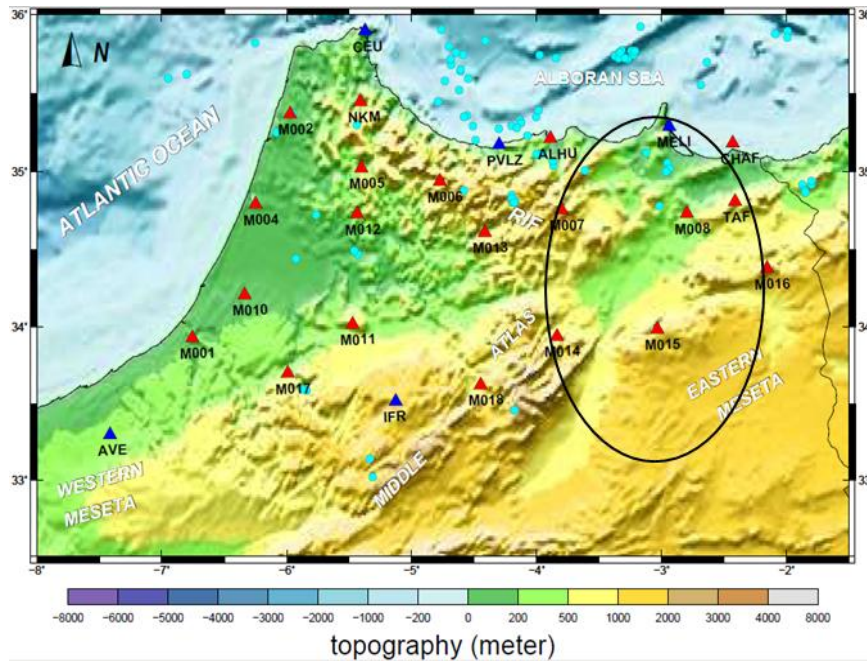 36°
36°
N
CEU
ALBORAN SEA
NKM
M002
ATLANTIC OCEAN
PVLZ
ALHU
MELI
CHAF
35°
35°
M005
M006
M004
M012
RIF
M007
M008
TAF
M013
M016
M010
34°
34°
M001
M011
ATLAS
M014
M015
M017
M018
EASTERN
MESETA
IFR
AVE
33°
33°
WESTERN
MESETA
MIDDLE
-8°
-7°
-6°
-5°
-4°
-3°
-2°
-8000 -6000 -5000 -4000 -3000 -2000 -1000 -200 0 200 500 1000 2000 3000 4000 8000
topography (meter)